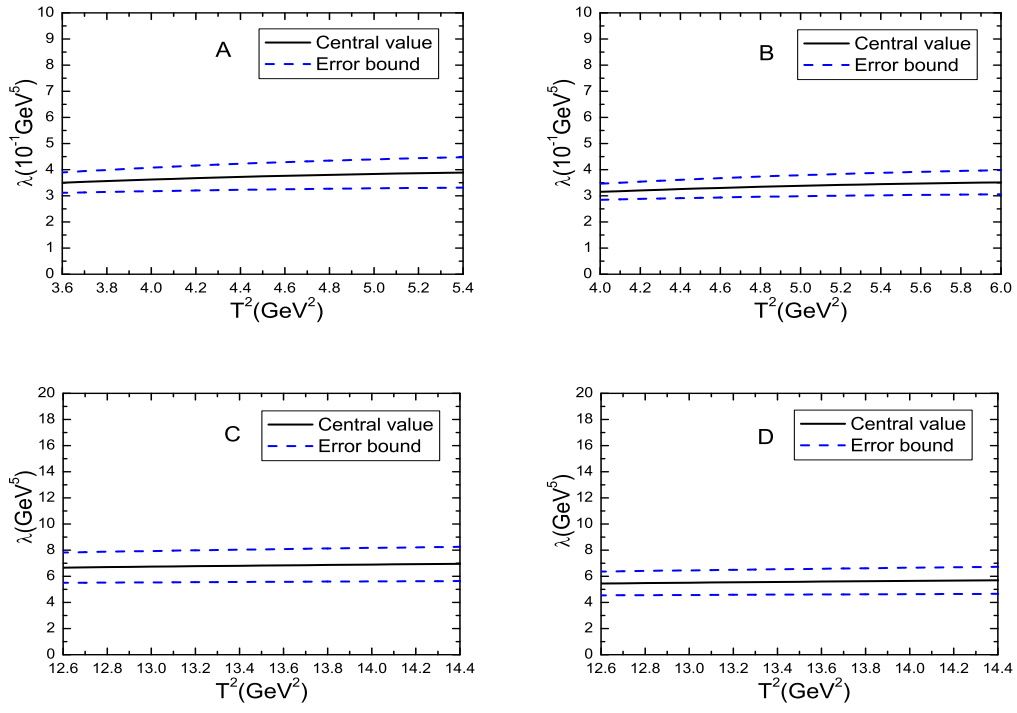 A
Central value
Error bound
λ(10⁻¹GeV⁵)
10
9
8
7
6
5
4
3
2
1
0
3.6 3.8 4.0 4.2 4.4 4.6 4.8 5.0 5.2 5.4
T²(GeV²)
B
Central value
Error bound
λ(10⁻¹GeV⁵)
10
9
8
7
6
5
4
3
2
1
0
4.0 4.2 4.4 4.6 4.8 5.0 5.2 5.4 5.6 5.8 6.0
T²(GeV²)
C
Central value
Error bound
λ(GeV⁵)
20
18
16
14
12
10
8
6
4
2
0
12.6 12.8 13.0 13.2 13.4 13.6 13.8 14.0 14.2 14.4
T²(GeV²)
D
Central value
Error bound
λ(GeV⁵)
20
18
16
14
12
10
8
6
4
2
0
12.6 12.8 13.0 13.2 13.4 13.6 13.8 14.0 14.2 14.4
T²(GeV²)